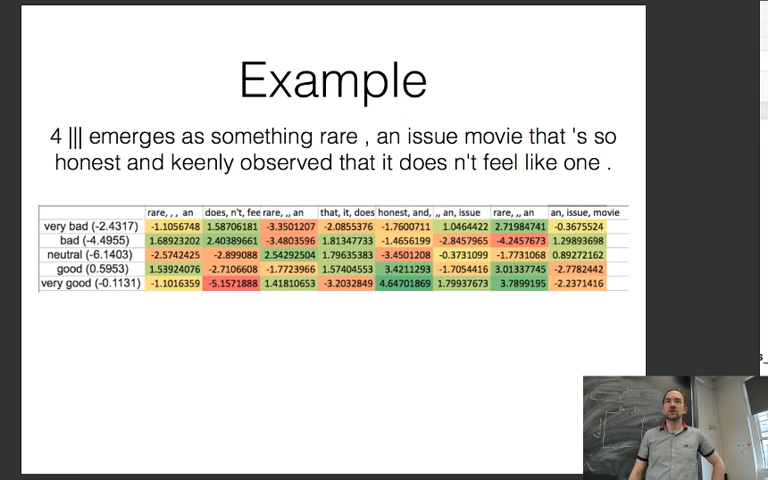 Example
4 ||| emerges as something rare , an issue movie that 's so
honest and keenly observed that it does n't feel like one .
rare, , , an does, n't, fee rare, ,, an that, it, does honest, and, ,, an, issue rare, ,, an an, issue, movie
very bad (-2.4317) -1.1056748 1.58706181 -3.3501207 -2.0855376 -1.7600711 1.0464422 2.71984741 -0.3675524
bad (-4.4955) 1.68923202 2.40389661 -3.4803596 1.81347733 -1.4656199 -2.8457965 -4.2457673 1.29893698
neutral (-6.1403) -2.5742425 -2.899088 2.54292504 1.79635383 -3.4501208 -0.3731099 -1.7731068 0.89272162
good (0.5953) 1.53924076 -2.7106608 -1.7723966 1.57404553 3.4211293 -1.7054416 3.01337745 -2.7782442
very good (-0.1131) -1.1016359 -5.1571888 1.41810653 -3.2032849 4.64701869 1.79937673 3.7899195 -2.2371416